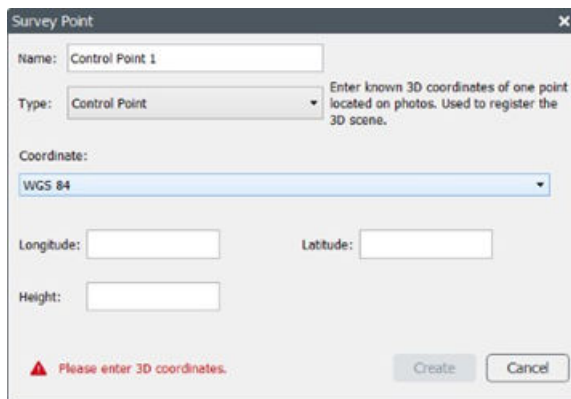 Survey Point
Name: Control Point 1
Type: Control Point
Enter known 3D coordinates of one point
located on photos. Used to register the
3D scene.
Coordinate:
WGS 84
Longitude: Latitude:
Height:
Please enter 3D coordinates.
Create Cancel